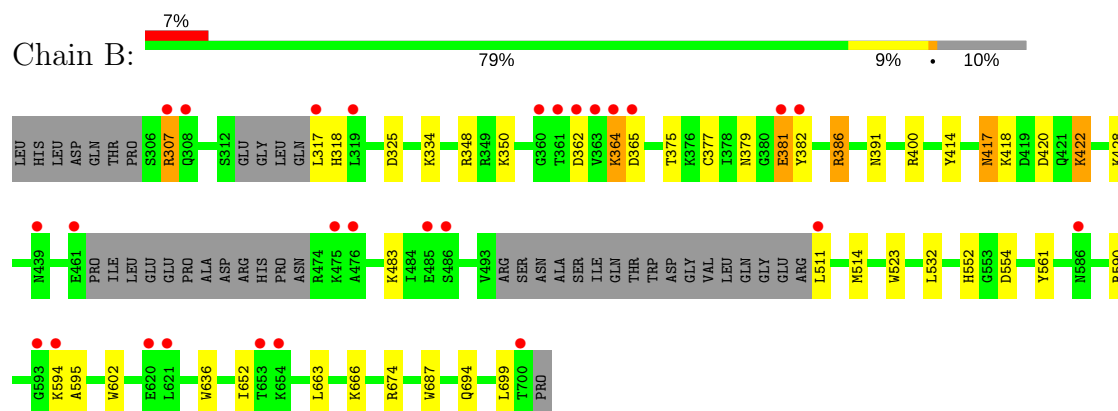 7%
Chain B:
79% 9% • 10%
LEU HIS LEU ASP GLN THR PRO S306 R307 Q308 S312 GLU GLY LEU GLN L317 H318 L319 D325 K334 R348 R349 K350 G360 T361 D362 V363 K364 D365 T375 K376 C377 I378 N379 G380 E381 Y382 R386 N391 R400 Y414 N417 K418 D419 D420 Q421 K422 K428
N439 E461 PRO ILE LEU GLU GLU PRO ALA ASP ARG HIS PRO ASN R474 K475 A476 K483 I484 E485 S486 V493 ARG SER ASN ALA SER ILE GLN THR TRP ASP GLY VAL LEU GLN GLY GLU ARG L511 M514 W523 L532 H552 G553 D554 Y561 N586 R590
G593 K594 A595 W602 E620 L621 W636 I652 T653 K654 L663 K666 R674 W687 Q694 L699 T700 PRO